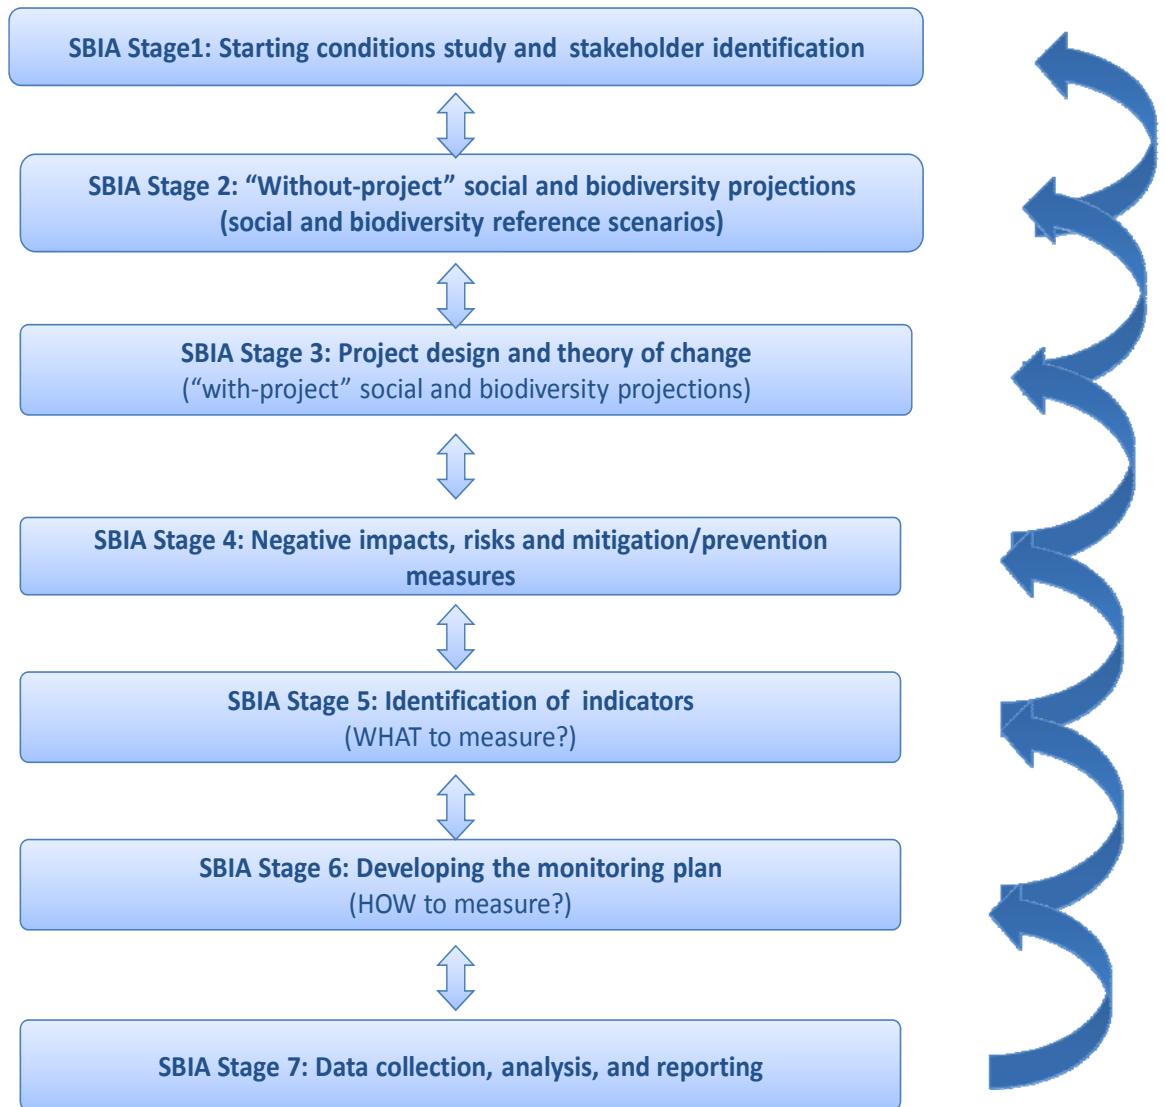 SBIA Stage1: Starting conditions study and stakeholder identification
SBIA Stage 2: “Without-project” social and biodiversity projections
(social and biodiversity reference scenarios)
SBIA Stage 3: Project design and theory of change
(“with-project” social and biodiversity projections)
SBIA Stage 4: Negative impacts, risks and mitigation/prevention
measures
SBIA Stage 5: Identification of indicators
(WHAT to measure?)
SBIA Stage 6: Developing the monitoring plan
(HOW to measure?)
SBIA Stage 7: Data collection, analysis, and reporting